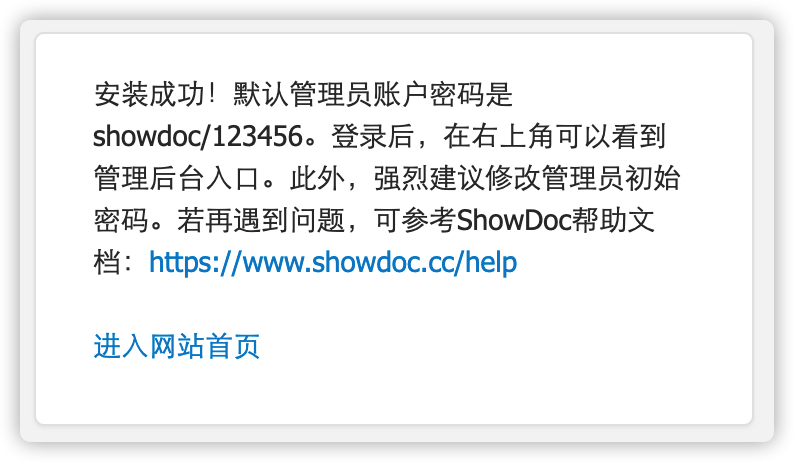 安装成功！默认管理员账户密码是
showdoc/123456。登录后，在右上角可以看到
管理后台入口。此外，强烈建议修改管理员初始
密码。若再遇到问题，可参考ShowDoc帮助文
档：https://www.showdoc.cc/help
进入网站首页